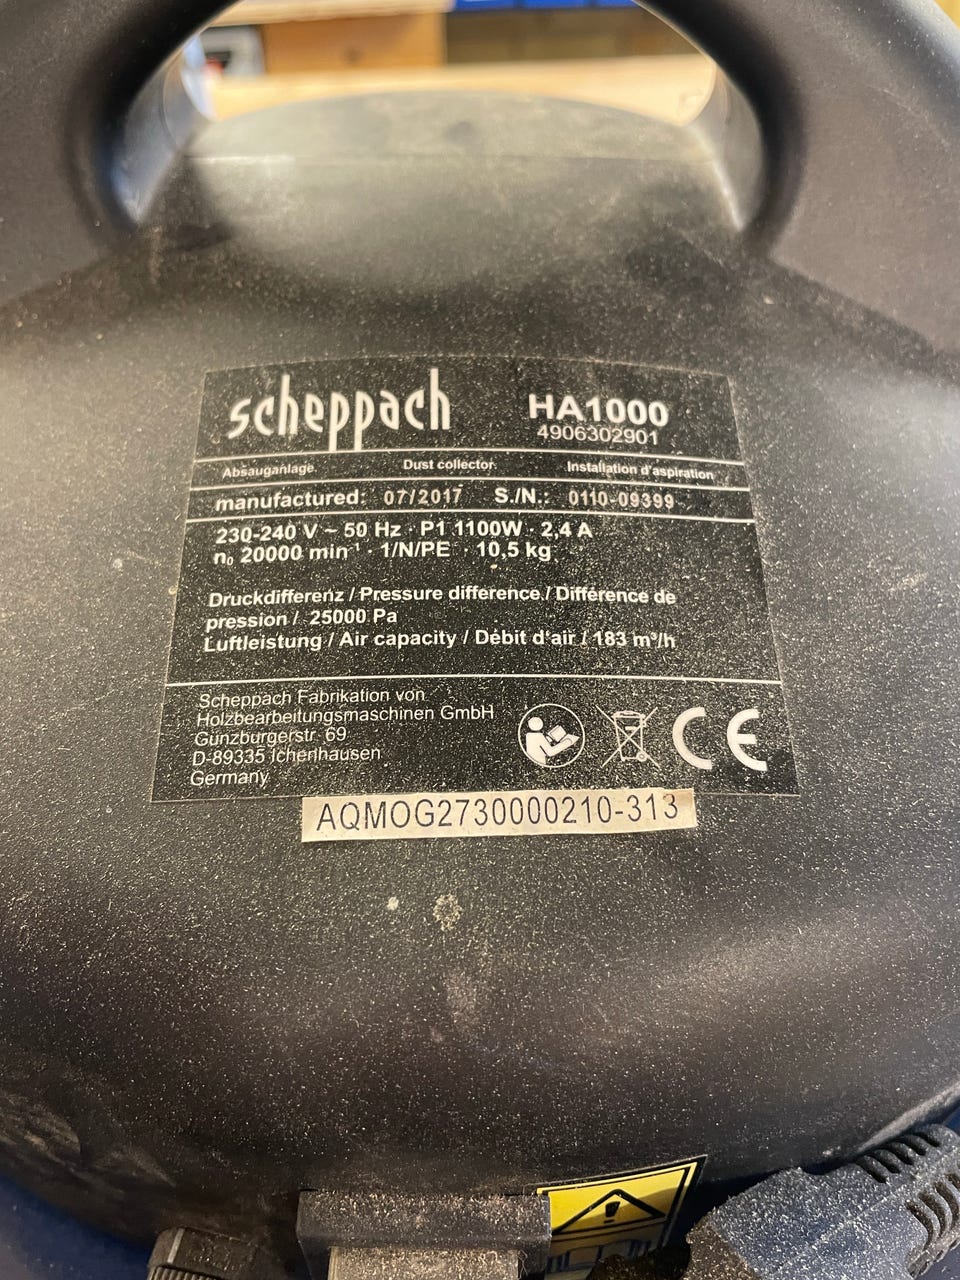 scheppach HA1000
4906302901
Absauganlage Dust collector Installation d'aspiration
manufactured: 07/2017 S./N.: 0110-09399
230-240 V ~ 50 Hz · P1 1100W · 2,4 A
n₀ 20000 min⁻¹ · 1/N/PE · 10,5 kg
Druckdifferenz / Pressure difference / Différence de
pression / 25000 Pa
Luftleistung / Air capacity / Débit d'air / 183 m³/h
Scheppach Fabrikation von
Holzbearbeitungsmaschinen GmbH
Günzburgerstr. 69
D-89335 Ichenhausen
Germany
CE
AQMOG2730000210-313